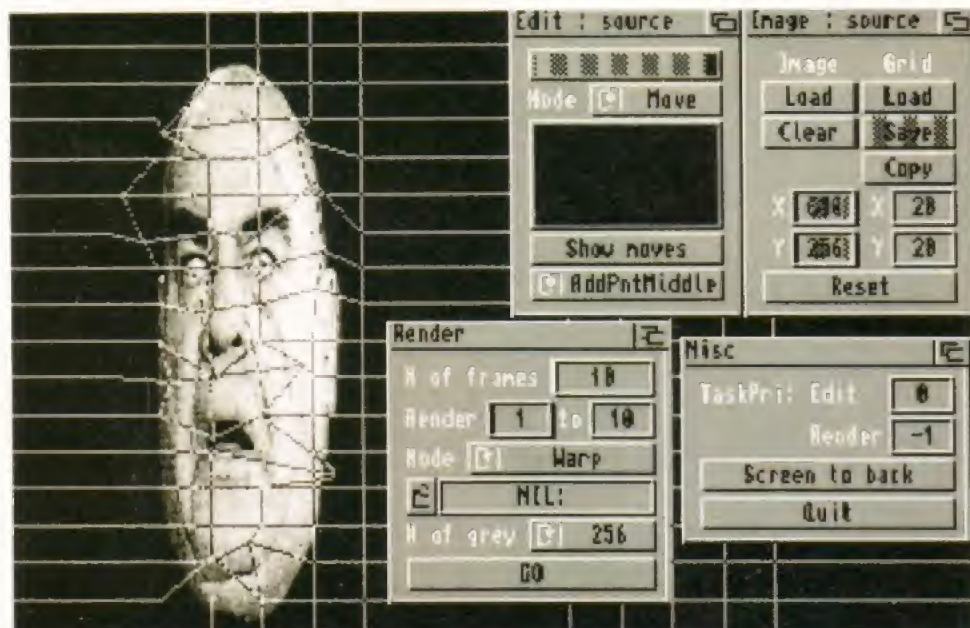 Edit : source
Mode Move
Show moves
AddPntMiddle
Image : source
Image Grid
Load Load
Clear Save
Copy
X X 20
Y 256 Y 20
Reset
Render
N of frames 10
Render 1 to 10
Mode Warp
NIL:
N of grey 256
GO
Misc
TaskPri: Edit 0
Render -1
Screen to back
Quit